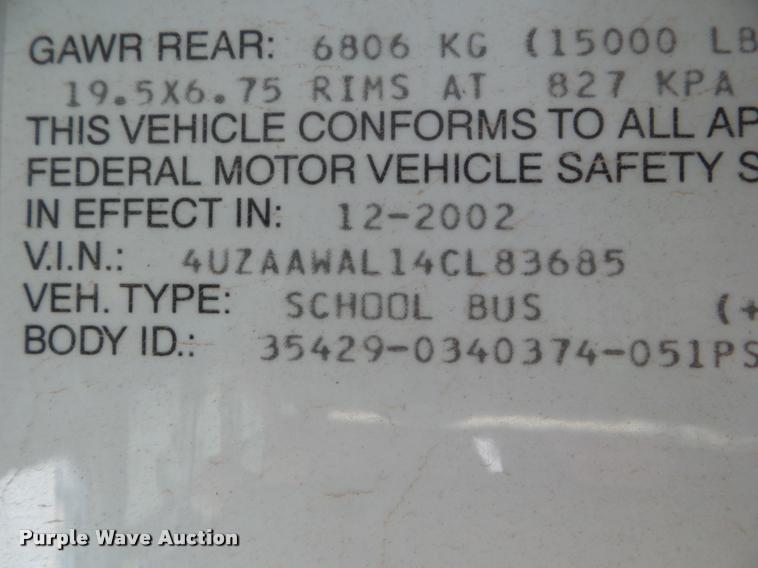 GAWR REAR: 6806 KG (15000 LB
19.5X6.75 RIMS AT 827 KPA
THIS VEHICLE CONFORMS TO ALL AP
FEDERAL MOTOR VEHICLE SAFETY S
IN EFFECT IN: 12-2002
V.I.N.: 4UZAAWAL14CL83685
VEH. TYPE: SCHOOL BUS (+
BODY ID.: 35429-0340374-051PS
Purple Wave Auction